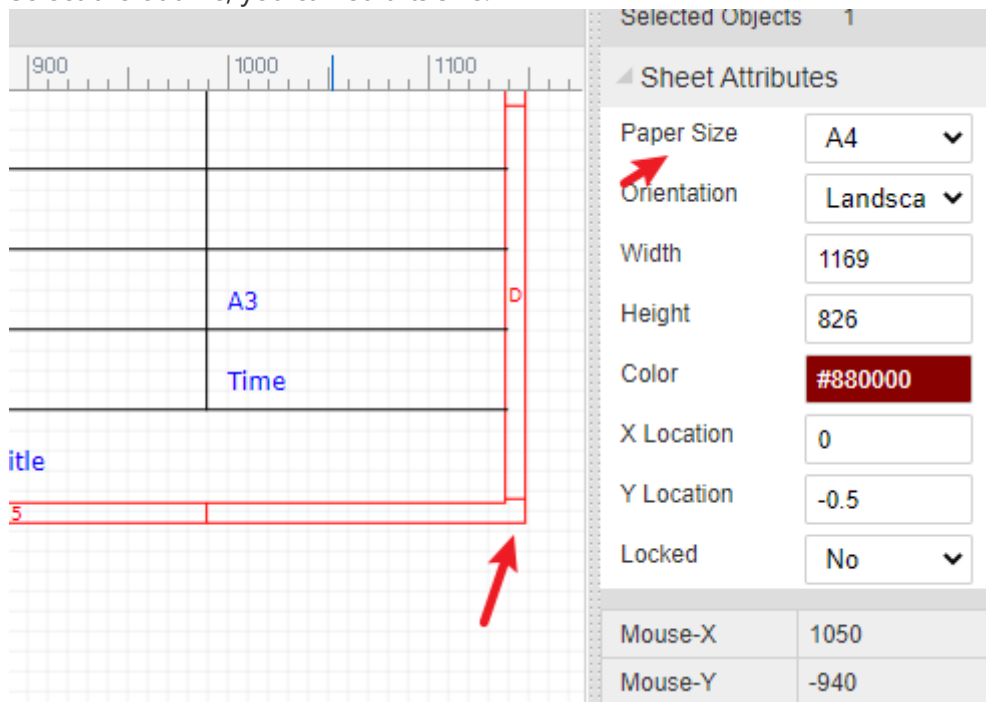 Selected Objects 1
900 1000 1100
Sheet Attributes
Paper Size A4
Orientation Landsca
Width 1169
A3 D
Height 826
Time
Color #880000
X Location 0
itle
Y Location -0.5
5
Locked No
Mouse-X 1050
Mouse-Y -940